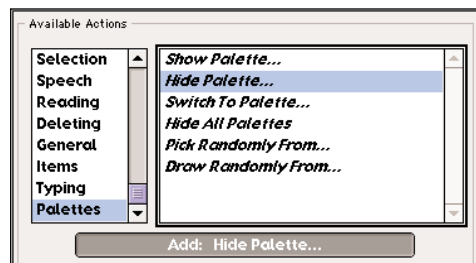 Available Actions
Selection
Speech
Reading
Deleting
General
Items
Typing
Palettes
Show Palette...
Hide Palette...
Switch To Palette...
Hide All Palettes
Pick Randomly From...
Draw Randomly From...
Add: Hide Palette...